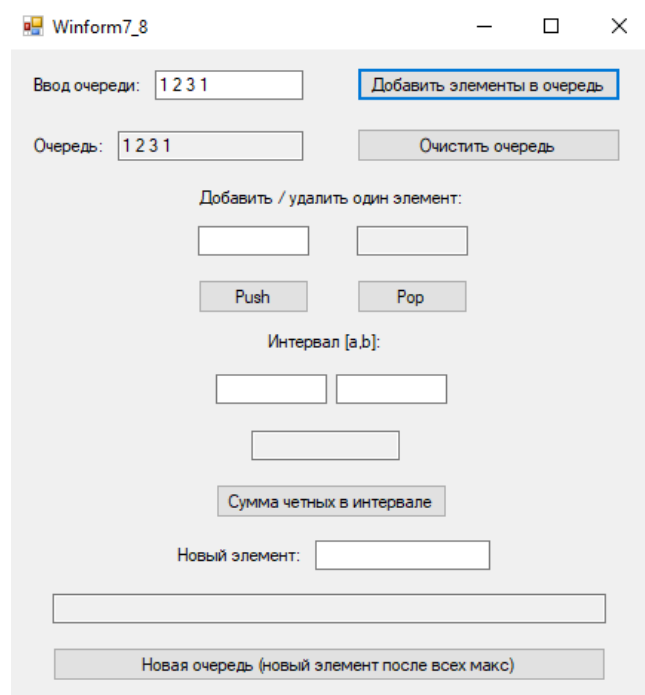 Winform7_8
Ввод очереди: 1 2 3 1 Добавить элементы в очередь
Очередь: 1 2 3 1 Очистить очередь
Добавить / удалить один элемент:
Push Pop
Интервал [a,b]:
Сумма четных в интервале
Новый элемент:
Новая очередь (новый элемент после всех макс)